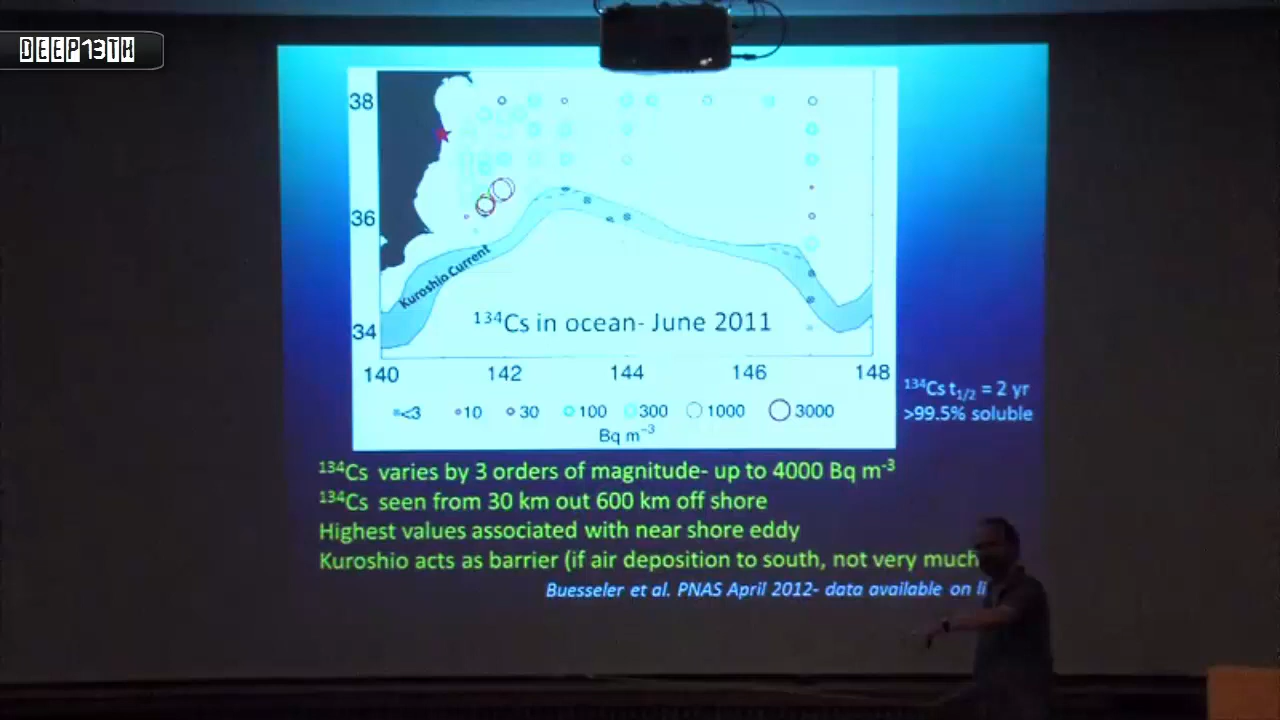 DEEP13TH
38
36
34
Kuroshio Current
¹³⁴Cs in ocean- June 2011
140 142 144 146 148
<3 10 30 100 300 1000 3000
Bq m⁻³
¹³⁴Cs t₁/₂ = 2 yr
>99.5% soluble
¹³⁴Cs varies by 3 orders of magnitude- up to 4000 Bq m⁻³
¹³⁴Cs seen from 30 km out 600 km off shore
Highest values associated with near shore eddy
Kuroshio acts as barrier (if air deposition to south, not very much
Buesseler et al. PNAS April 2012- data available on li